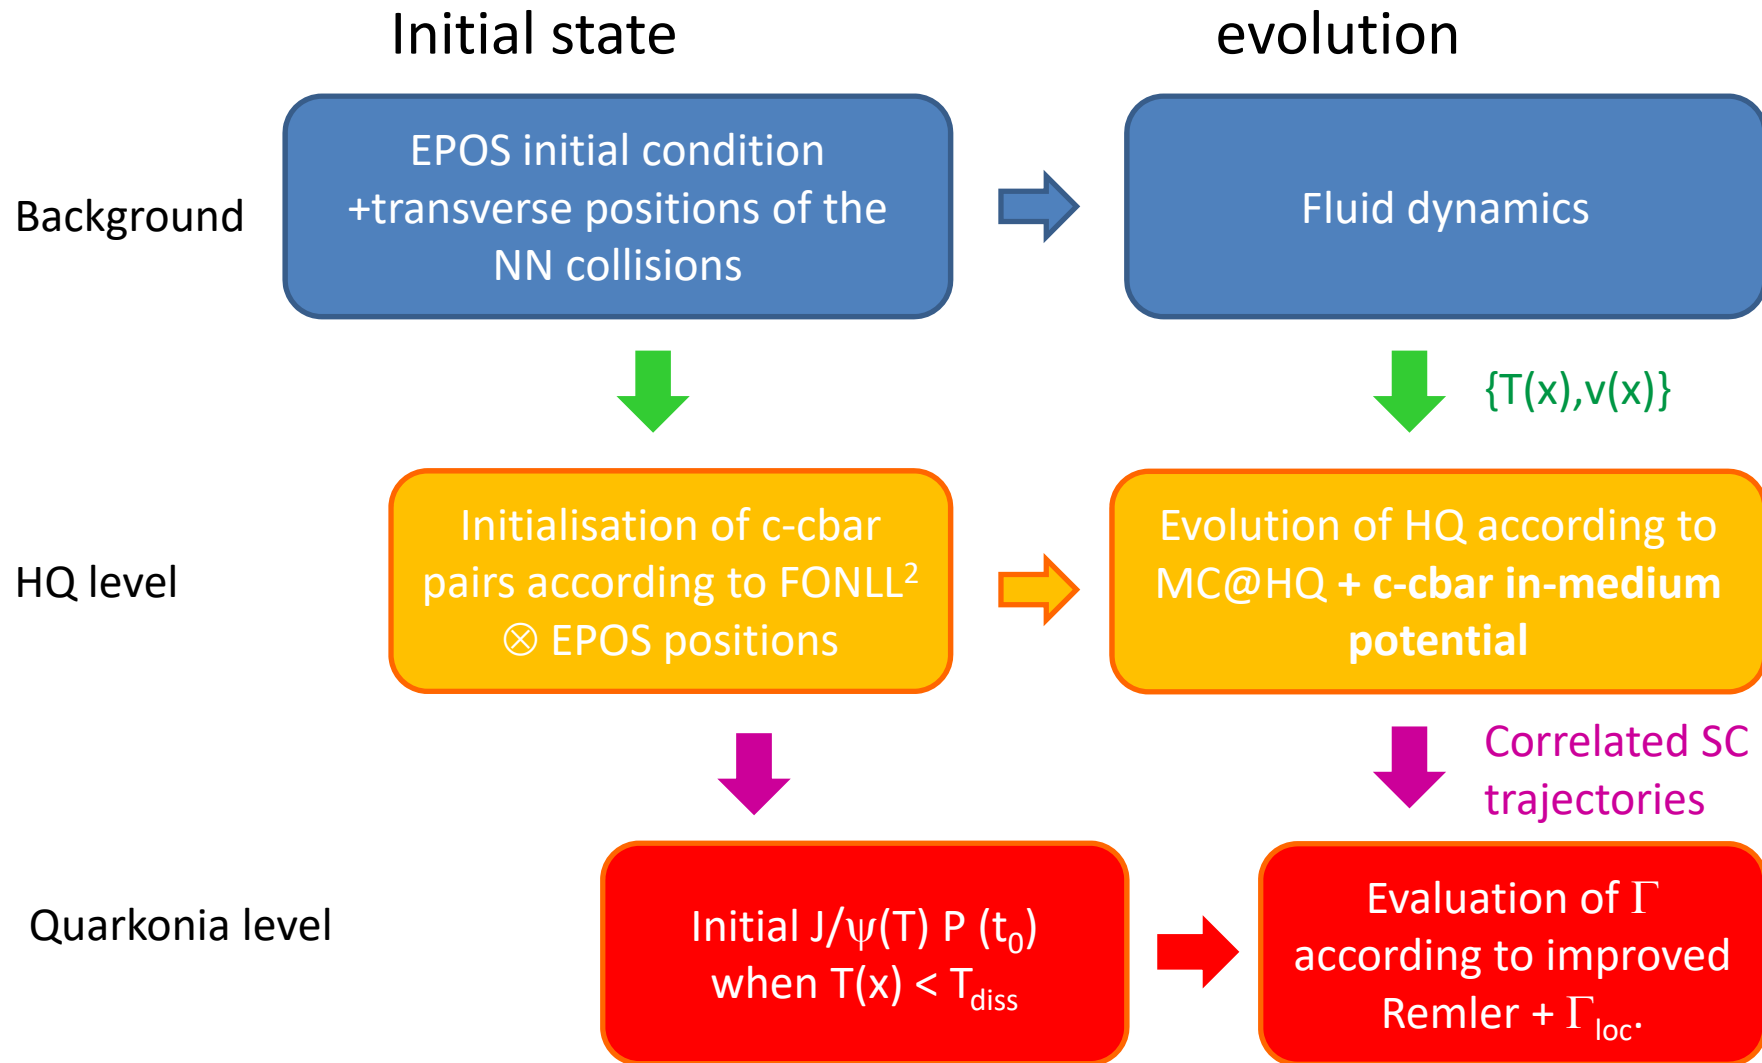 Initial state
evolution
Background
EPOS initial condition
+transverse positions of the
NN collisions
Fluid dynamics
{T(x),v(x)}
HQ level
Initialisation of c-cbar
pairs according to FONLL²
⊗ EPOS positions
Evolution of HQ according to
MC@HQ + c-cbar in-medium
potential
Correlated SC
trajectories
Quarkonia level
Initial J/ψ(T) P (t₀)
when T(x) < T_diss
Evaluation of Γ
according to improved
Remler + Γ_loc.